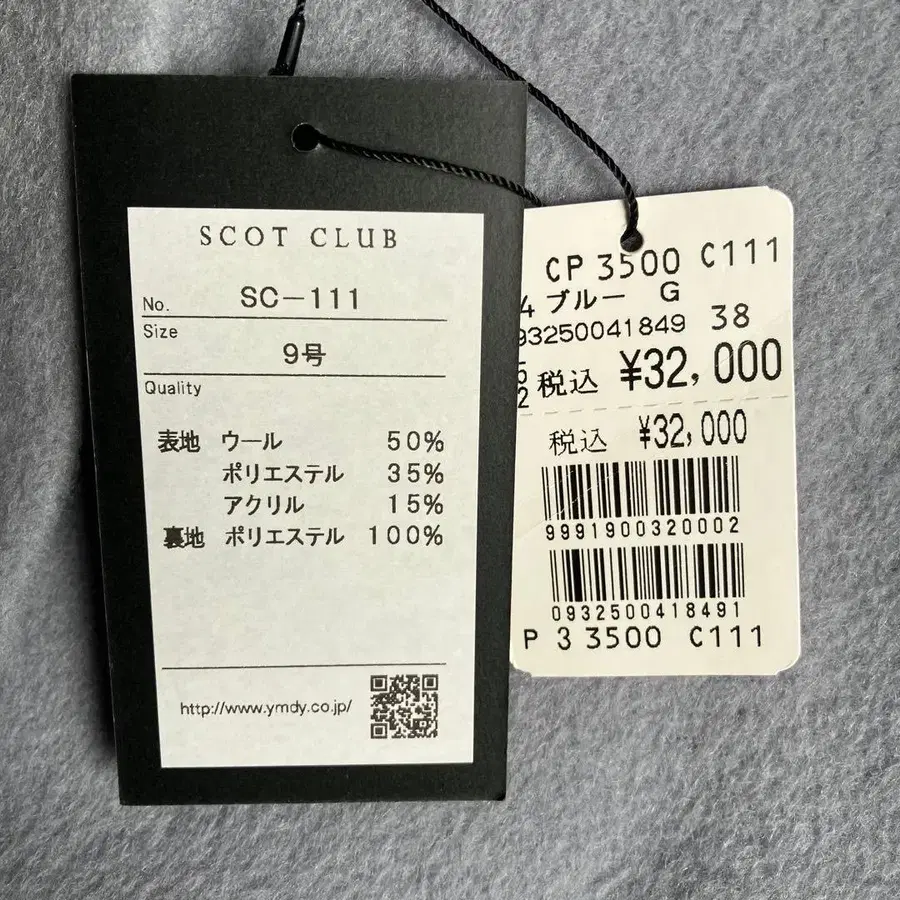 SCOT CLUB
No. SC-111
Size
9号
Quality
表地 ウール 50%
ポリエステル 35%
アクリル 15%
裏地 ポリエステル 100%
http://www.ymdy.co.jp/
CP 3500 C111
4 ブルー G
93250041849 38
5
2 税込 ¥32,000
税込 ¥32,000
9991900320002
0932500418491
P 3 3500 C111